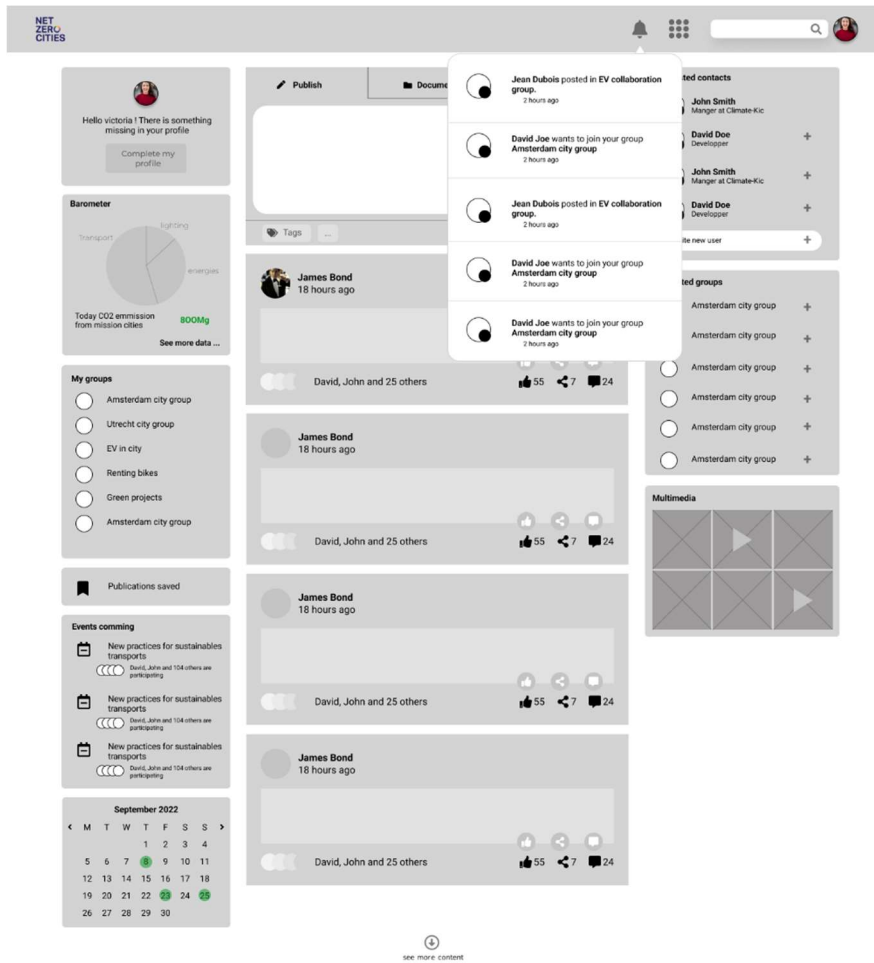 NET
ZERO
CITIES
Hello victoria ! There is something
missing in your profile
Complete my
profile
Barometer
lighting
Transport
energies
Today CO2 emmission
from mission cities
800Mg
See more data ...
My groups
Amsterdam city group
Utrecht city group
EV in city
Renting bikes
Green projects
Amsterdam city group
Publications saved
Events comming
New practices for sustainables
transports
David, John and 104 others are
participating
New practices for sustainables
transports
David, John and 104 others are
participating
New practices for sustainables
transports
David, John and 104 others are
participating
September 2022
M T W T F S S
1 2 3 4
5 6 7 8 9 10 11
12 13 14 15 16 17 18
19 20 21 22 23 24 25
26 27 28 29 30
Publish
Docume
Tags
...
James Bond
18 hours ago
David, John and 25 others
55 7 24
James Bond
18 hours ago
David, John and 25 others
55 7 24
James Bond
18 hours ago
David, John and 25 others
55 7 24
James Bond
18 hours ago
David, John and 25 others
55 7 24
see more content
Jean Dubois posted in EV collaboration
group.
2 hours ago
David Joe wants to join your group
Amsterdam city group
2 hours ago
Jean Dubois posted in EV collaboration
group.
2 hours ago
David Joe wants to join your group
Amsterdam city group
2 hours ago
David Joe wants to join your group
Amsterdam city group
2 hours ago
ted contacts
John Smith
Manger at Climate-Kic
David Doe
Developper
John Smith
Manger at Climate-Kic
David Doe
Developper
ite new user
ted groups
Amsterdam city group
Amsterdam city group
Amsterdam city group
Amsterdam city group
Amsterdam city group
Amsterdam city group
Multimedia